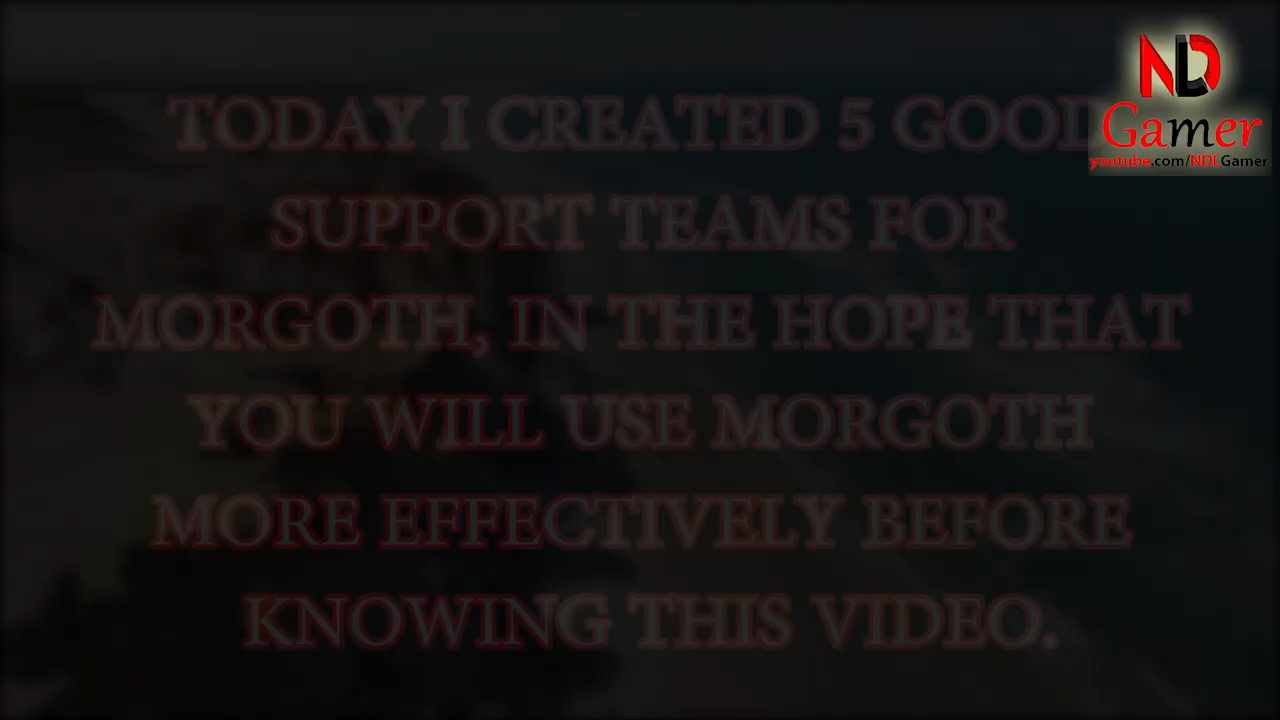 ND
Gamer
youtube.com/NDLGamer
TODAY I CREATED 5 GOOD
SUPPORT TEAMS FOR
MORGOTH, IN THE HOPE THAT
YOU WILL USE MORGOTH
MORE EFFECTIVELY BEFORE
KNOWING THIS VIDEO.